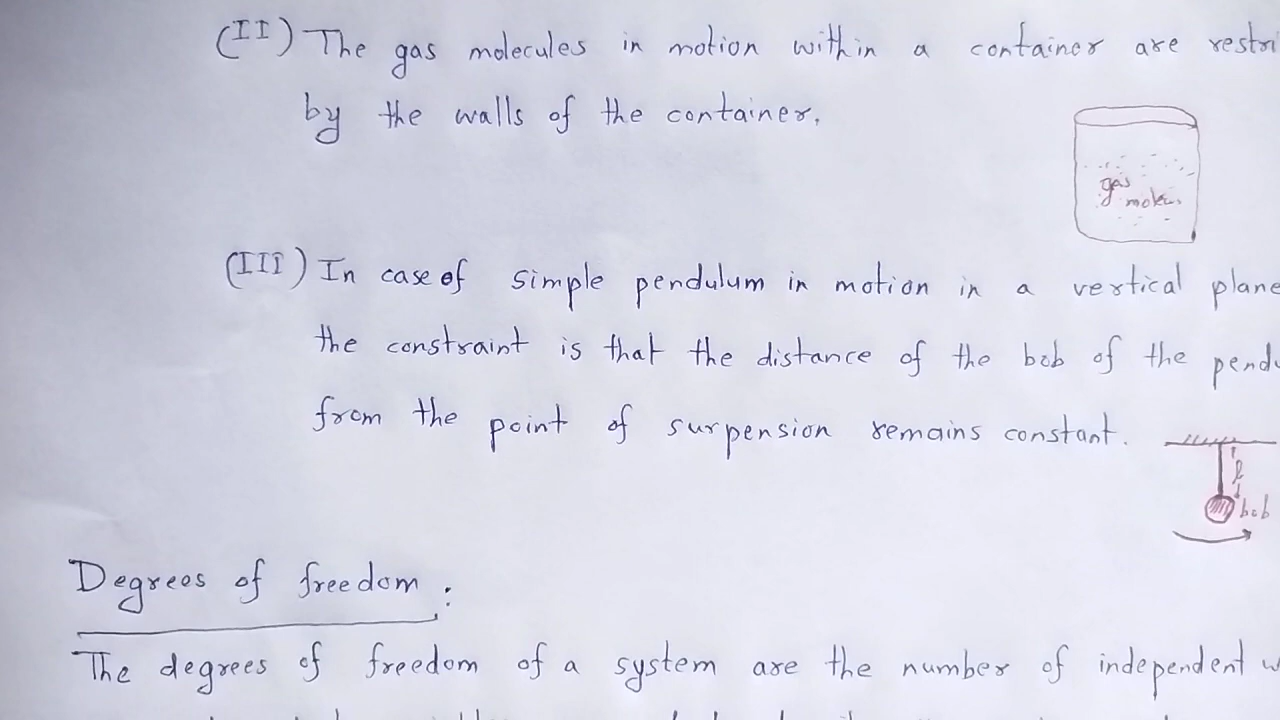 (II) The gas molecules in motion within a container are restri
by the walls of the container.
gas
molec.
(III) In case of simple pendulum in motion in a vertical plane
the constraint is that the distance of the bob of the pendu
from the point of surpension remains constant.
l
bob
Degrees of freedom :
The degrees of freedom of a system are the number of independent w